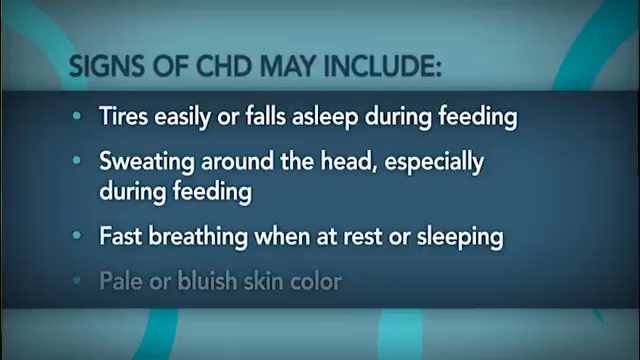 SIGNS OF CHD MAY INCLUDE:
• Tires easily or falls asleep during feeding
• Sweating around the head, especially
during feeding
• Fast breathing when at rest or sleeping
• Pale or bluish skin color